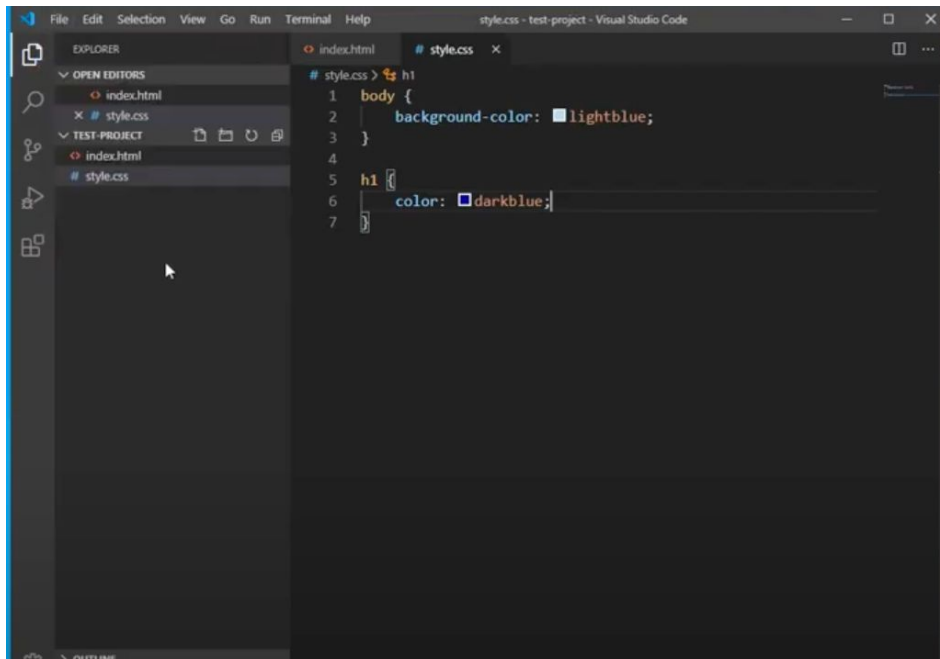 File Edit Selection View Go Run Terminal Help style.css - test-project - Visual Studio Code
EXPLORER
OPEN EDITORS
index.html
# style.css
TEST-PROJECT
index.html
# style.css
OUTLINE
index.html # style.css
# style.css > h1
1 body {
2 background-color: lightblue;
3 }
4
5 h1 {
6 color: darkblue;
7 }